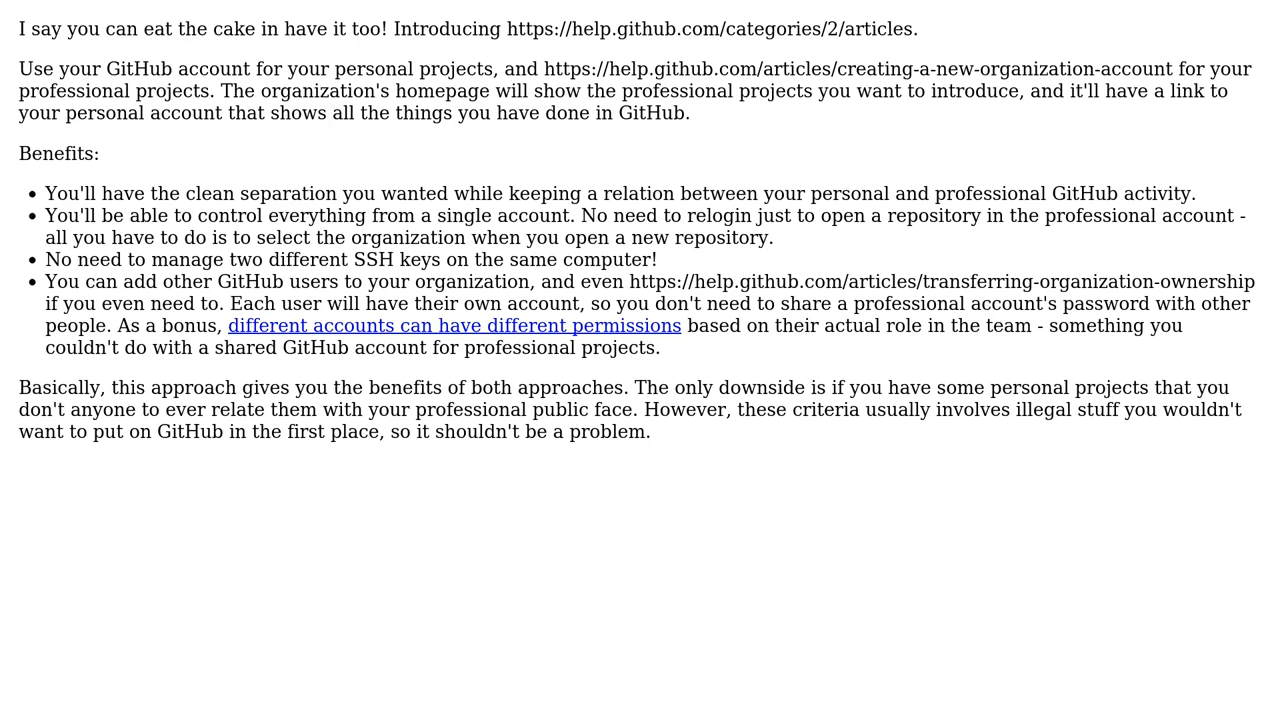 I say you can eat the cake in have it too! Introducing https://help.github.com/categories/2/articles.
Use your GitHub account for your personal projects, and https://help.github.com/articles/creating-a-new-organization-account for your
professional projects. The organization's homepage will show the professional projects you want to introduce, and it'll have a link to
your personal account that shows all the things you have done in GitHub.
Benefits:
• You'll have the clean separation you wanted while keeping a relation between your personal and professional GitHub activity.
• You'll be able to control everything from a single account. No need to relogin just to open a repository in the professional account -
all you have to do is to select the organization when you open a new repository.
• No need to manage two different SSH keys on the same computer!
• You can add other GitHub users to your organization, and even https://help.github.com/articles/transferring-organization-ownership
if you even need to. Each user will have their own account, so you don't need to share a professional account's password with other
people. As a bonus, different accounts can have different permissions based on their actual role in the team - something you
couldn't do with a shared GitHub account for professional projects.
Basically, this approach gives you the benefits of both approaches. The only downside is if you have some personal projects that you
don't anyone to ever relate them with your professional public face. However, these criteria usually involves illegal stuff you wouldn't
want to put on GitHub in the first place, so it shouldn't be a problem.